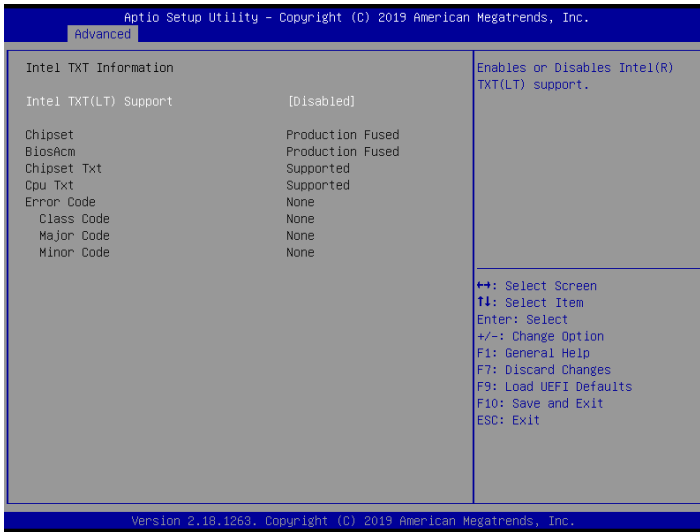 Aptio Setup Utility – Copyright (C) 2019 American Megatrends, Inc.
Advanced
Intel TXT Information
Intel TXT(LT) Support [Disabled]
Chipset Production Fused
BiosAcm Production Fused
Chipset Txt Supported
Cpu Txt Supported
Error Code None
Class Code None
Major Code None
Minor Code None
Enables or Disables Intel(R)
TXT(LT) support.
↔: Select Screen
↑↓: Select Item
Enter: Select
+/-: Change Option
F1: General Help
F7: Discard Changes
F9: Load UEFI Defaults
F10: Save and Exit
ESC: Exit
Version 2.18.1263. Copyright (C) 2019 American Megatrends, Inc.